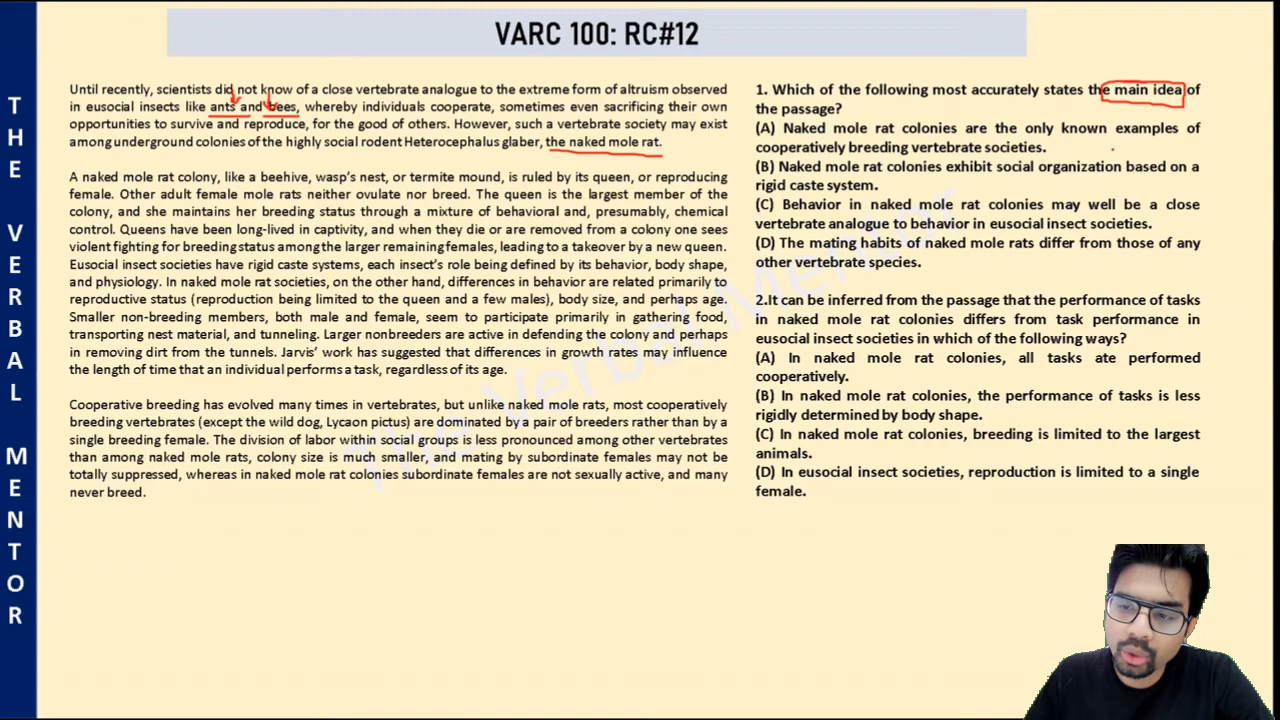 VARC 100: RC#12
THE VERBAL MENTOR
Until recently, scientists did not know of a close vertebrate analogue to the extreme form of altruism observed
in eusocial insects like ants and bees, whereby individuals cooperate, sometimes even sacrificing their own
opportunities to survive and reproduce, for the good of others. However, such a vertebrate society may exist
among underground colonies of the highly social rodent Heterocephalus glaber, the naked mole rat.
A naked mole rat colony, like a beehive, wasp's nest, or termite mound, is ruled by its queen, or reproducing
female. Other adult female mole rats neither ovulate nor breed. The queen is the largest member of the
colony, and she maintains her breeding status through a mixture of behavioral and, presumably, chemical
control. Queens have been long-lived in captivity, and when they die or are removed from a colony one sees
violent fighting for breeding status among the larger remaining females, leading to a takeover by a new queen.
Eusocial insect societies have rigid caste systems, each insect's role being defined by its behavior, body shape,
and physiology. In naked mole rat societies, on the other hand, differences in behavior are related primarily to
reproductive status (reproduction being limited to the queen and a few males), body size, and perhaps age.
Smaller non-breeding members, both male and female, seem to participate primarily in gathering food,
transporting nest material, and tunneling. Larger nonbreeders are active in defending the colony and perhaps
in removing dirt from the tunnels. Jarvis' work has suggested that differences in growth rates may influence
the length of time that an individual performs a task, regardless of its age.
Cooperative breeding has evolved many times in vertebrates, but unlike naked mole rats, most cooperatively
breeding vertebrates (except the wild dog, Lycaon pictus) are dominated by a pair of breeders rather than by a
single breeding female. The division of labor within social groups is less pronounced among other vertebrates
than among naked mole rats, colony size is much smaller, and mating by subordinate females may not be
totally suppressed, whereas in naked mole rat colonies subordinate females are not sexually active, and many
never breed.
1. Which of the following most accurately states the main idea of
the passage?
(A) Naked mole rat colonies are the only known examples of
cooperatively breeding vertebrate societies.
(B) Naked mole rat colonies exhibit social organization based on a
rigid caste system.
(C) Behavior in naked mole rat colonies may well be a close
vertebrate analogue to behavior in eusocial insect societies.
(D) The mating habits of naked mole rats differ from those of any
other vertebrate species.
2.It can be inferred from the passage that the performance of tasks
in naked mole rat colonies differs from task performance in
eusocial insect societies in which of the following ways?
(A) In naked mole rat colonies, all tasks ate performed
cooperatively.
(B) In naked mole rat colonies, the performance of tasks is less
rigidly determined by body shape.
(C) In naked mole rat colonies, breeding is limited to the largest
animals.
(D) In eusocial insect societies, reproduction is limited to a single
female.
The Verbal Mentor